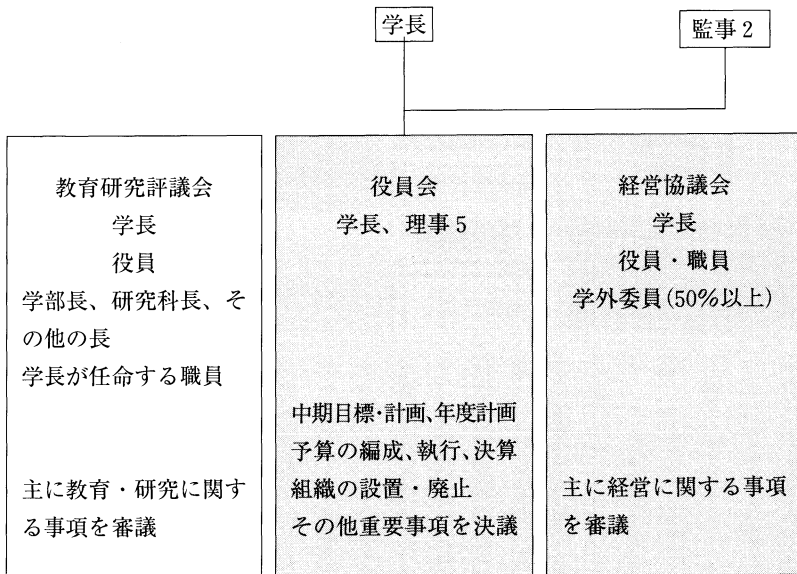 学長
監事2
教育研究評議会
学長
役員
学部長、研究科長、そ
の他の長
学長が任命する職員
主に教育・研究に関す
る事項を審議
役員会
学長、理事5
中期目標・計画、年度計画
予算の編成、執行、決算
組織の設置・廃止
その他重要事項を決議
経営協議会
学長
役員・職員
学外委員(50%以上)
主に経営に関する事項
を審議